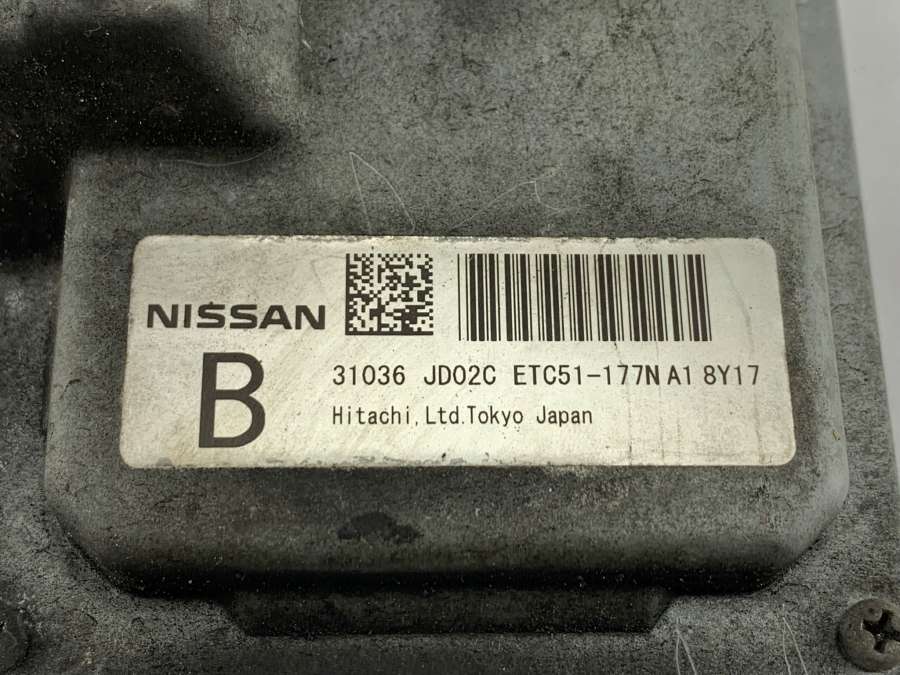 NISSAN
B
31036 JD02C ETC51-177N A1 8Y17
Hitachi,Ltd.Tokyo Japan